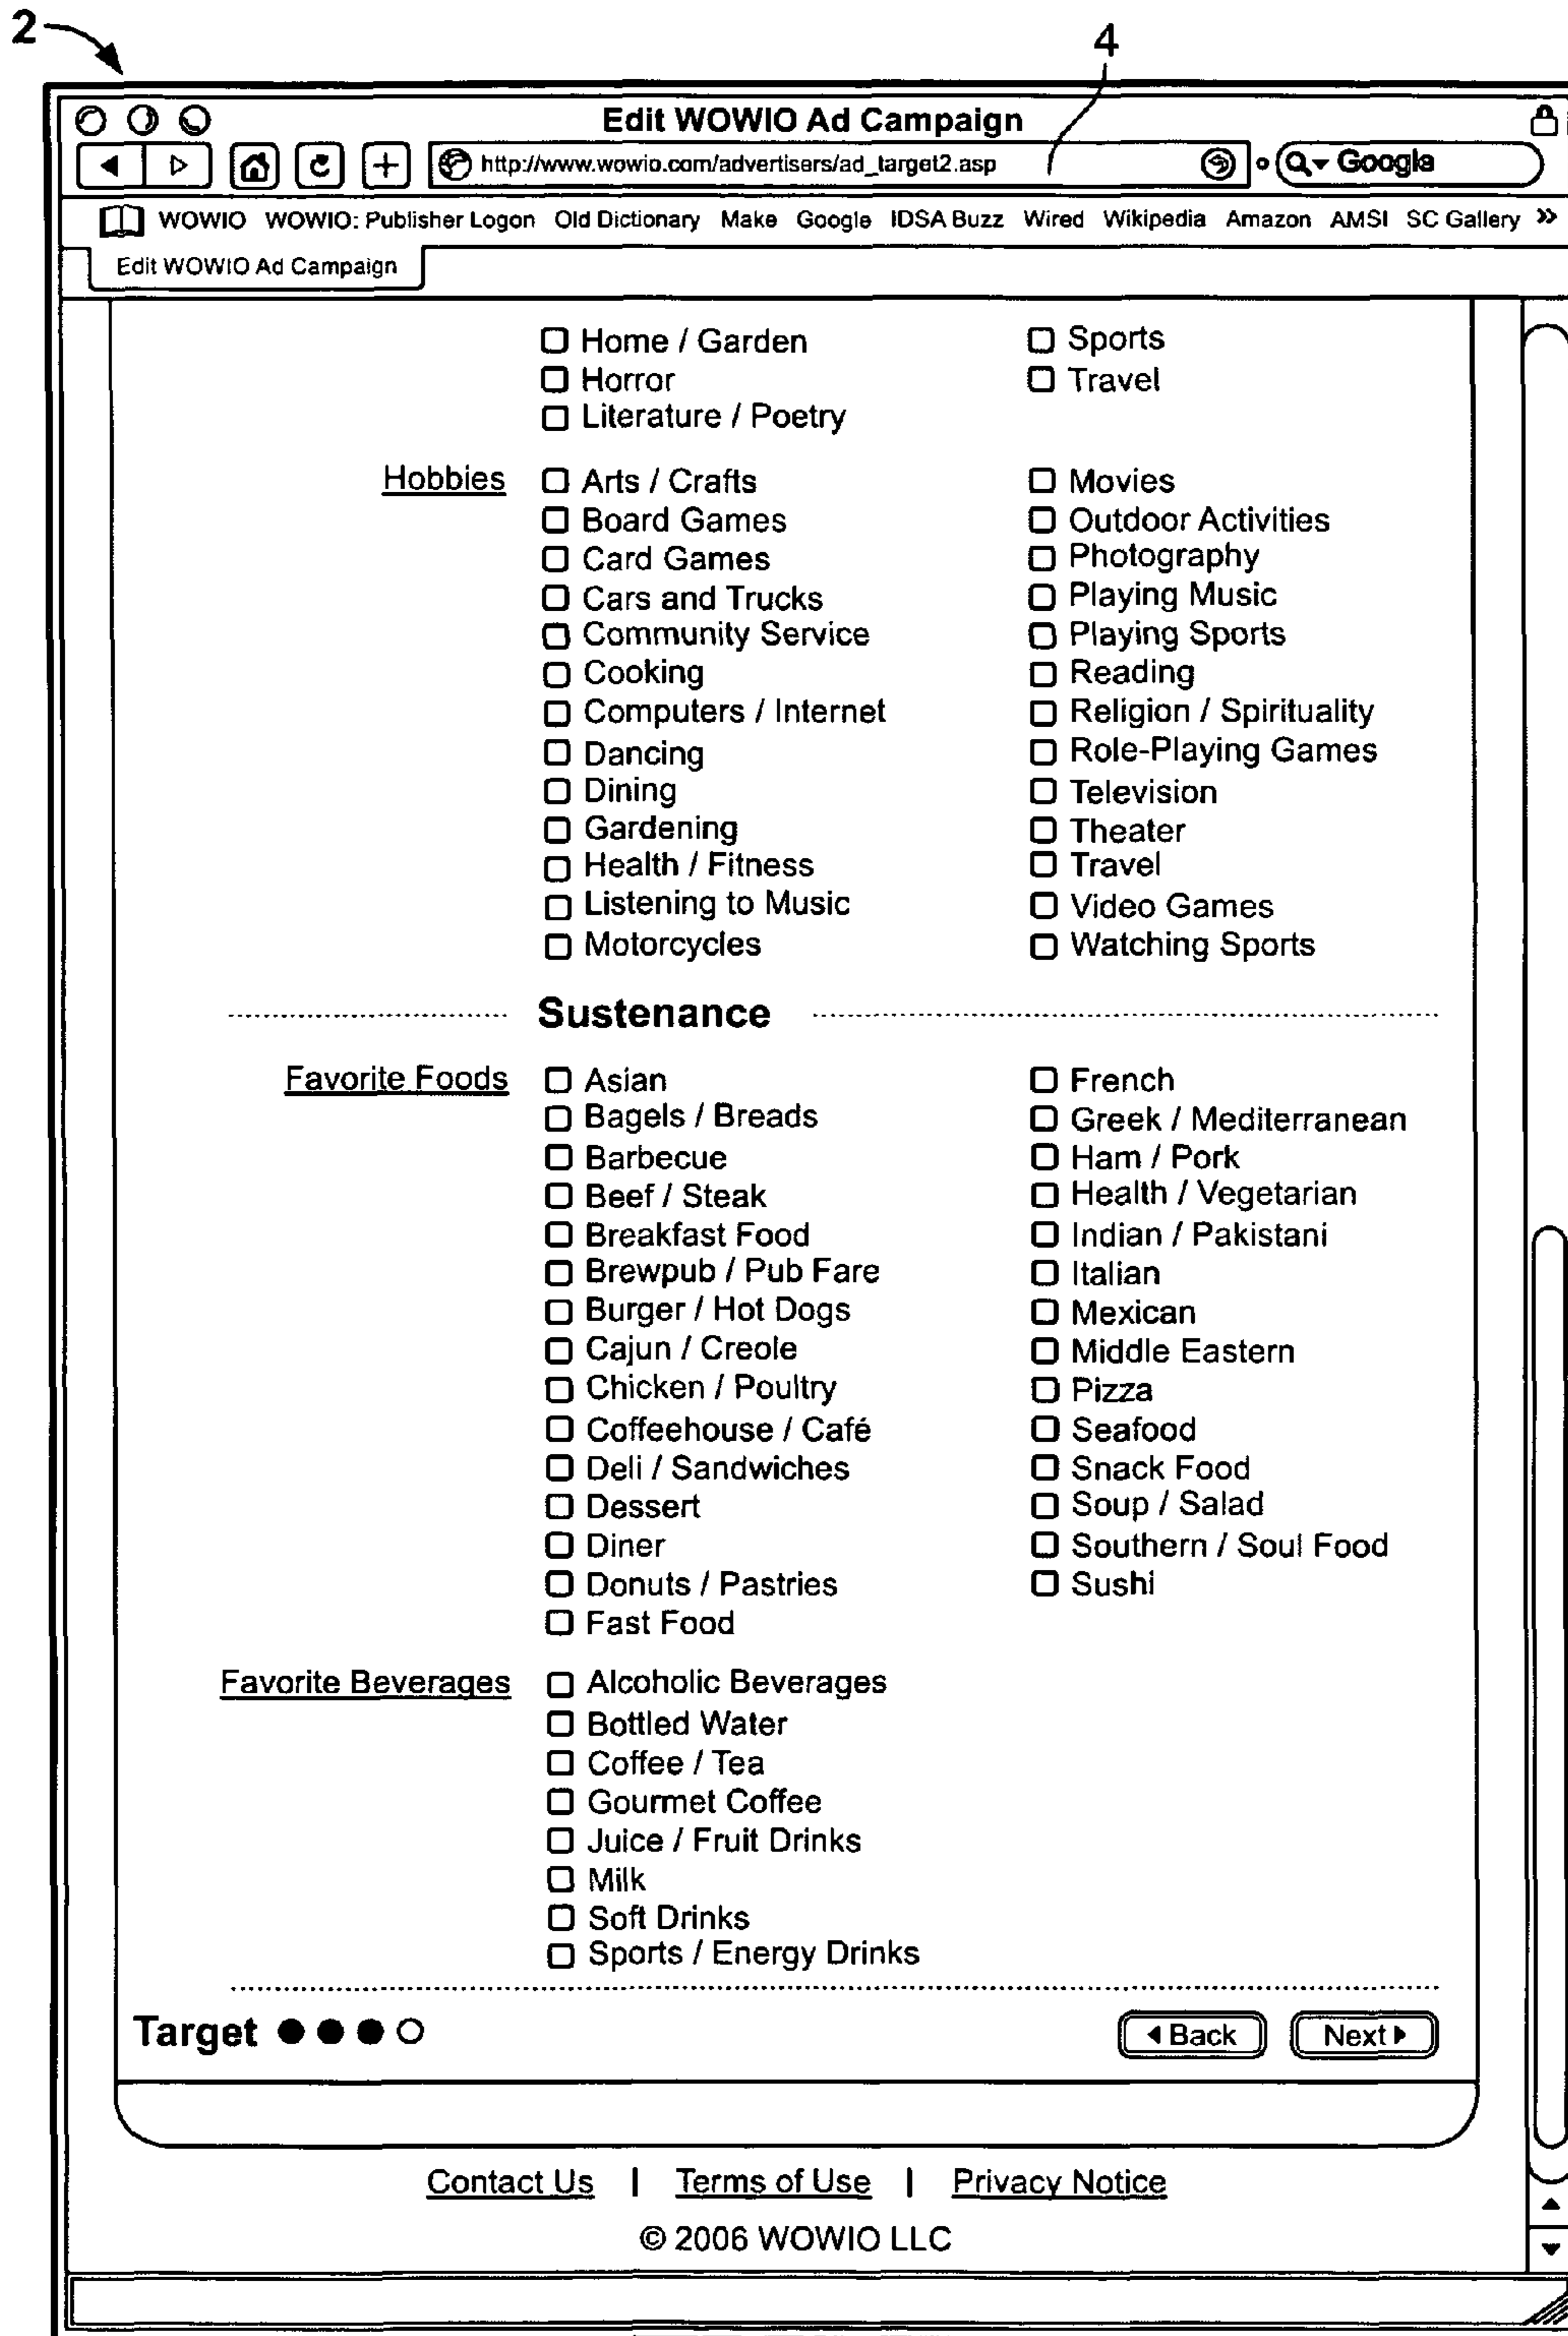 2
4
Edit WOWIO Ad Campaign
http://www.wowio.com/advertisers/ad_target2.asp Google
WOWIO WOWIO: Publisher Logon Old Dictionary Make Google IDSA Buzz Wired Wikipedia Amazon AMSI SC Gallery »
Edit WOWIO Ad Campaign
Home / Garden Sports
Horror Travel
Literature / Poetry
Hobbies Arts / Crafts Movies
Board Games Outdoor Activities
Card Games Photography
Cars and Trucks Playing Music
Community Service Playing Sports
Cooking Reading
Computers / Internet Religion / Spirituality
Dancing Role-Playing Games
Dining Television
Gardening Theater
Health / Fitness Travel
Listening to Music Video Games
Motorcycles Watching Sports
Sustenance
Favorite Foods Asian French
Bagels / Breads Greek / Mediterranean
Barbecue Ham / Pork
Beef / Steak Health / Vegetarian
Breakfast Food Indian / Pakistani
Brewpub / Pub Fare Italian
Burger / Hot Dogs Mexican
Cajun / Creole Middle Eastern
Chicken / Poultry Pizza
Coffeehouse / Café Seafood
Deli / Sandwiches Snack Food
Dessert Soup / Salad
Diner Southern / Soul Food
Donuts / Pastries Sushi
Fast Food
Favorite Beverages Alcoholic Beverages
Bottled Water
Coffee / Tea
Gourmet Coffee
Juice / Fruit Drinks
Milk
Soft Drinks
Sports / Energy Drinks
Target Back Next
Contact Us | Terms of Use | Privacy Notice
© 2006 WOWIO LLC